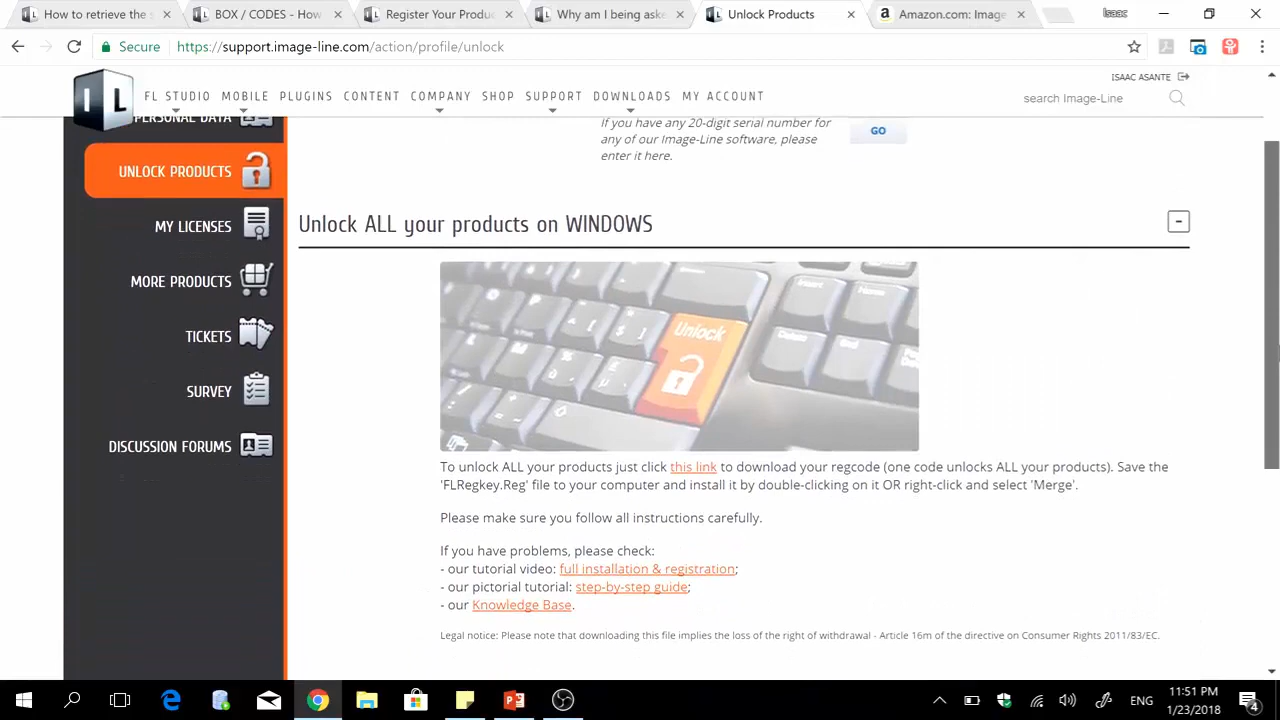 How to retrieve the s
BOX / CODES - How
Register Your Produc
Why am I being aske
Unlock Products
Amazon.com: Image
Isaac
Secure
https://support.image-line.com/action/profile/unlock
ISAAC ASANTE
IL
FL STUDIO MOBILE PLUGINS CONTENT COMPANY SHOP SUPPORT DOWNLOADS MY ACCOUNT
search Image-Line
PERSONAL DATA
UNLOCK PRODUCTS
MY LICENSES
MORE PRODUCTS
TICKETS
SURVEY
DISCUSSION FORUMS
If you have any 20-digit serial number for
any of our Image-Line software, please
enter it here.
GO
Unlock ALL your products on WINDOWS
-
Unlock
Insert
Home
Delete
End
To unlock ALL your products just click this link to download your regcode (one code unlocks ALL your products). Save the
'FLRegkey.Reg' file to your computer and install it by double-clicking on it OR right-click and select 'Merge'.
Please make sure you follow all instructions carefully.
If you have problems, please check:
- our tutorial video: full installation & registration;
- our pictorial tutorial: step-by-step guide;
- our Knowledge Base.
Legal notice: Please note that downloading this file implies the loss of the right of withdrawal - Article 16m of the directive on Consumer Rights 2011/83/EC.
ENG
11:51 PM
1/23/2018
4